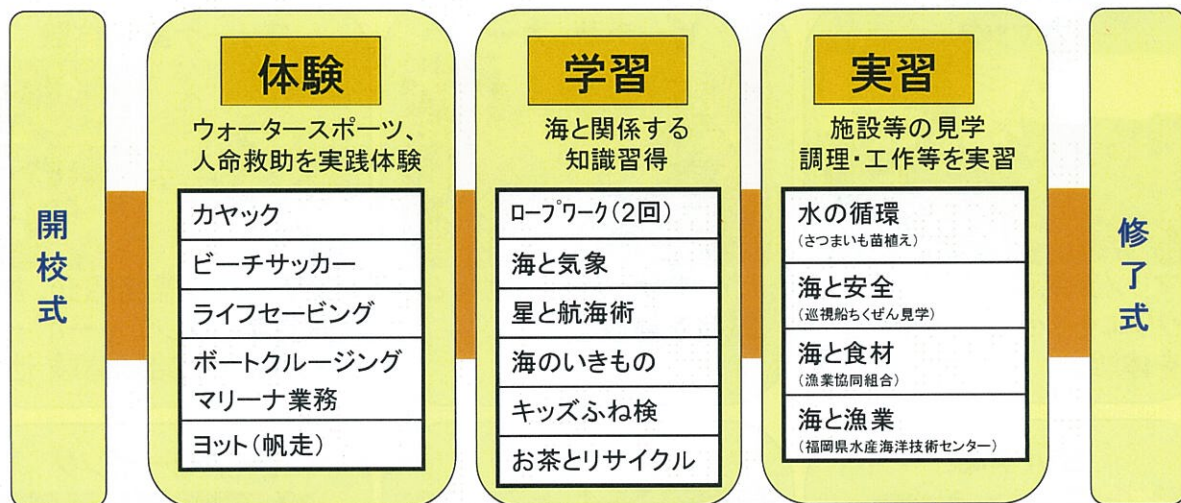 開校式
体験
ウォータースポーツ、
人命救助を実践体験
カヤック
ビーチサッカー
ライフセービング
ボートクルージング
マリーナ業務
ヨット(帆走)
学習
海と関係する
知識習得
ロープワーク(2回)
海と気象
星と航海術
海のいきもの
キッズふね検
お茶とリサイクル
実習
施設等の見学
調理・工作等を実習
水の循環
(さつまいも苗植え)
海と安全
(巡視船ちくぜん見学)
海と食材
(漁業協同組合)
海と漁業
(福岡県水産海洋技術センター)
修了式